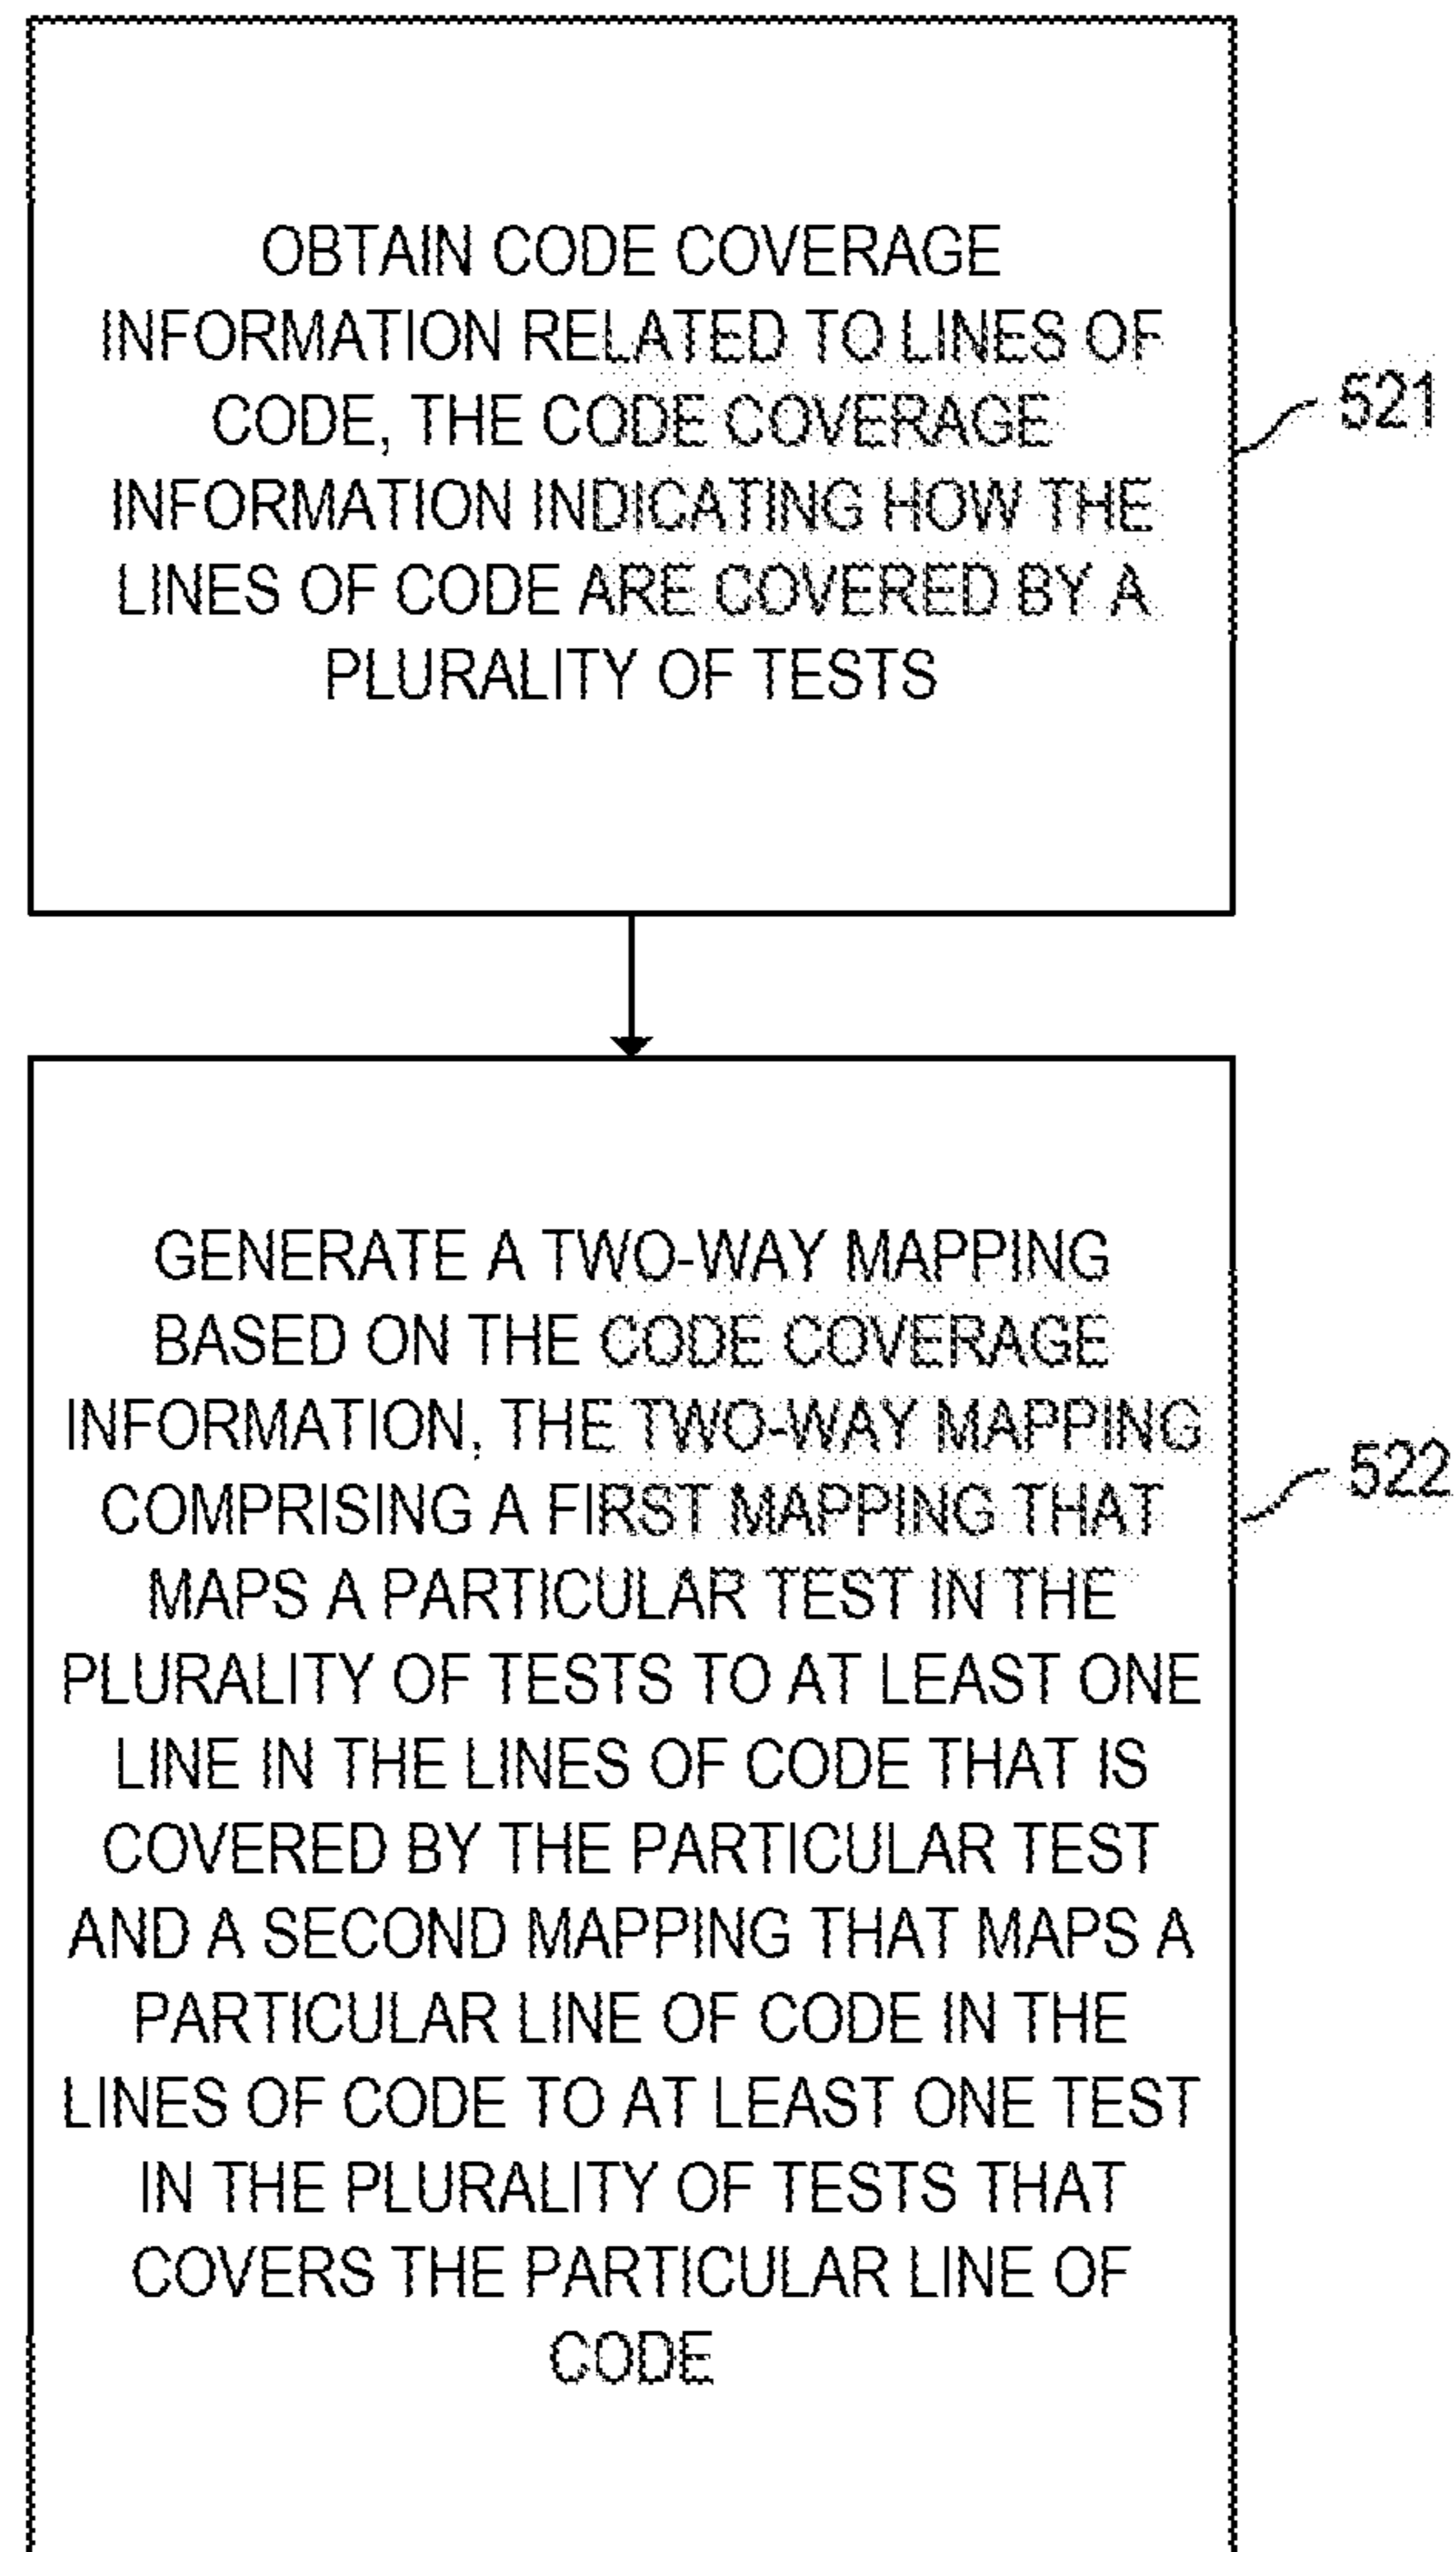 OBTAIN CODE COVERAGE
INFORMATION RELATED TO LINES OF
CODE, THE CODE COVERAGE
INFORMATION INDICATING HOW THE
LINES OF CODE ARE COVERED BY A
PLURALITY OF TESTS
521
GENERATE A TWO-WAY MAPPING
BASED ON THE CODE COVERAGE
INFORMATION, THE TWO-WAY MAPPING
COMPRISING A FIRST MAPPING THAT
MAPS A PARTICULAR TEST IN THE
PLURALITY OF TESTS TO AT LEAST ONE
LINE IN THE LINES OF CODE THAT IS
COVERED BY THE PARTICULAR TEST
AND A SECOND MAPPING THAT MAPS A
PARTICULAR LINE OF CODE IN THE
LINES OF CODE TO AT LEAST ONE TEST
IN THE PLURALITY OF TESTS THAT
COVERS THE PARTICULAR LINE OF
CODE
522